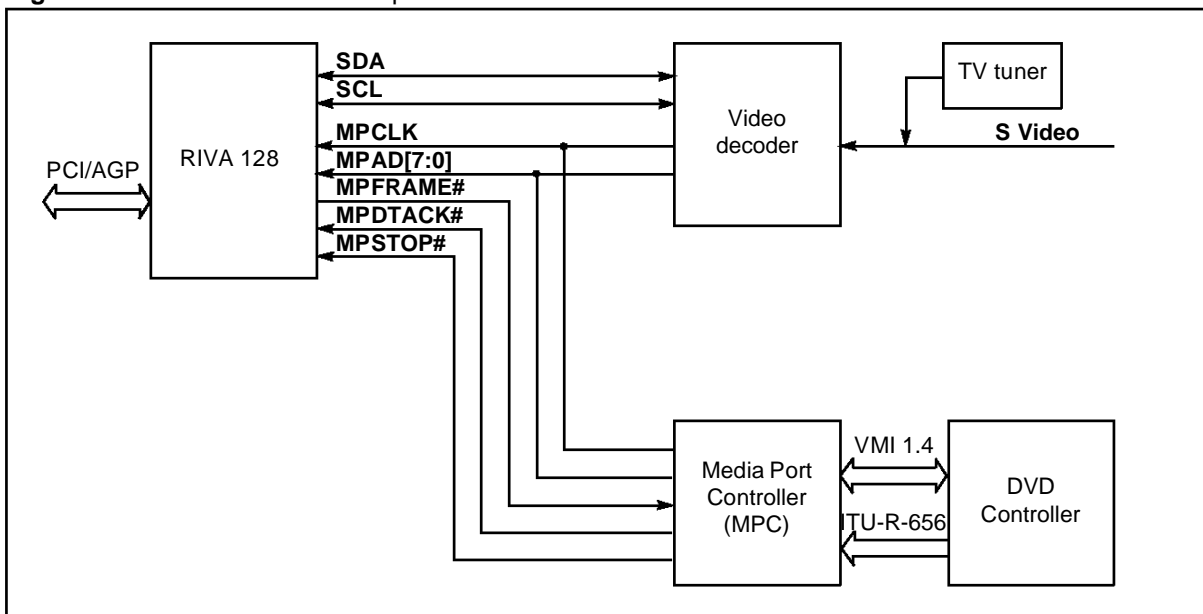 SDA
SCL
MPCLK
MPAD[7:0]
MPFRAME#
MPDTACK#
MPSTOP#
PCI/AGP
RIVA 128
Video
decoder
TV tuner
S Video
Media Port
Controller
(MPC)
VMI 1.4
ITU-R-656
DVD
Controller